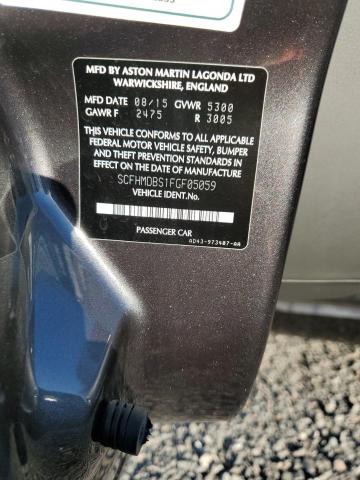 MFD BY ASTON MARTIN LAGONDA LTD
WARWICKSHIRE, ENGLAND
MFD DATE 08/15 GVWR 5300
GAWR F 2475 R 3005
THIS VEHICLE CONFORMS TO ALL APPLICABLE
FEDERAL MOTOR VEHICLE SAFETY, BUMPER
AND THEFT PREVENTION STANDARDS IN
EFFECT ON THE DATE OF MANUFACTURE
SCFHMDBS1FGF05059
VEHICLE IDENT.No.
PASSENGER CAR
AD43-973407-AA